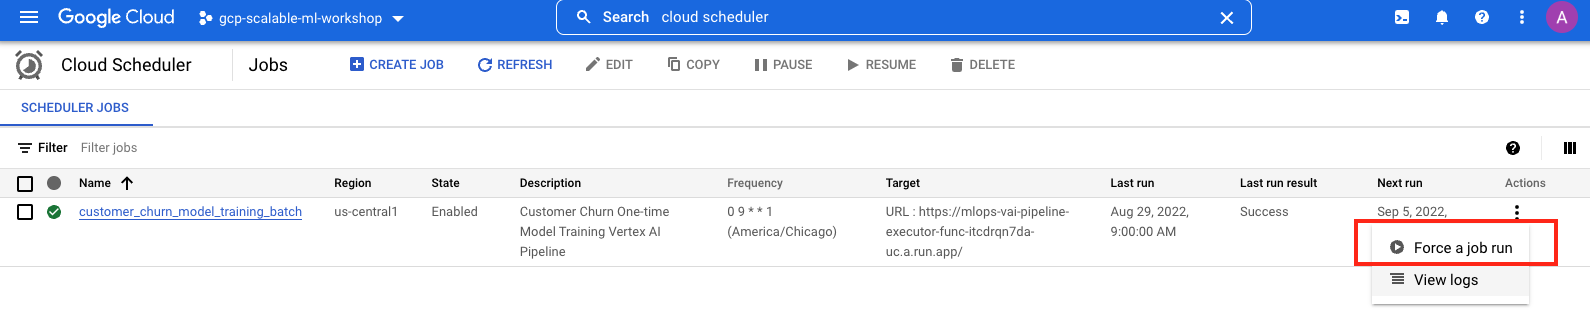 Google Cloud gcp-scalable-ml-workshop Search cloud scheduler A
Cloud Scheduler Jobs CREATE JOB REFRESH EDIT COPY PAUSE RESUME DELETE
SCHEDULER JOBS
Filter Filter jobs
Name Region State Description Frequency Target Last run Last run result Next run Actions
customer_churn_model_training_batch us-central1 Enabled Customer Churn One-time 0 9 * * 1 URL : https://mlops-vai-pipeline- Aug 29, 2022, Success Sep 5, 2022,
Model Training Vertex AI (America/Chicago) executor-func-itcdrqn7da- 9:00:00 AM
Pipeline uc.a.run.app/
Force a job run
View logs